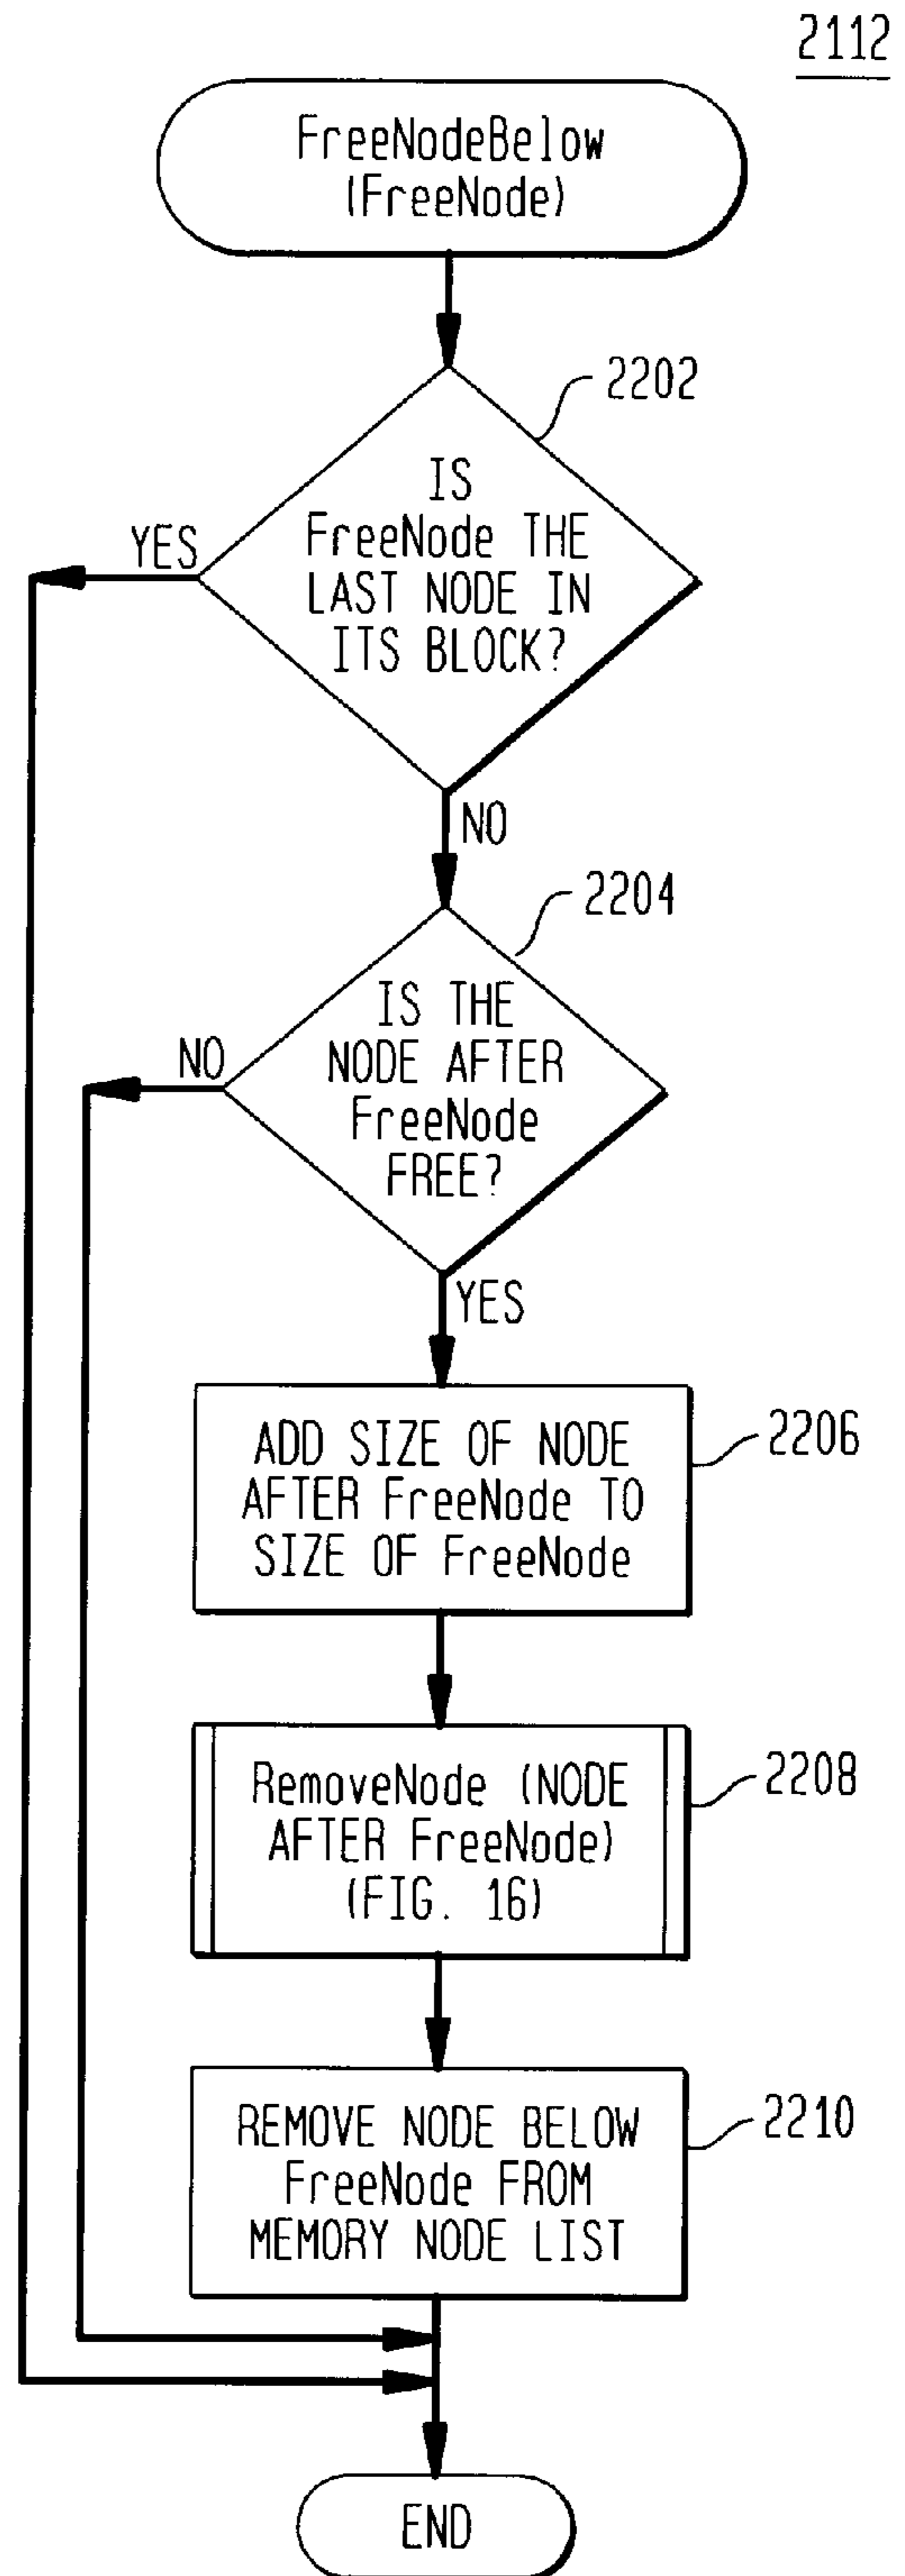 2112
FreeNodeBelow
(FreeNode)
2202
IS
FreeNode THE
LAST NODE IN
ITS BLOCK?
YES
NO
2204
IS THE
NODE AFTER
FreeNode
FREE?
NO
YES
2206
ADD SIZE OF NODE
AFTER FreeNode TO
SIZE OF FreeNode
2208
RemoveNode (NODE
AFTER FreeNode)
(FIG. 16)
2210
REMOVE NODE BELOW
FreeNode FROM
MEMORY NODE LIST
END